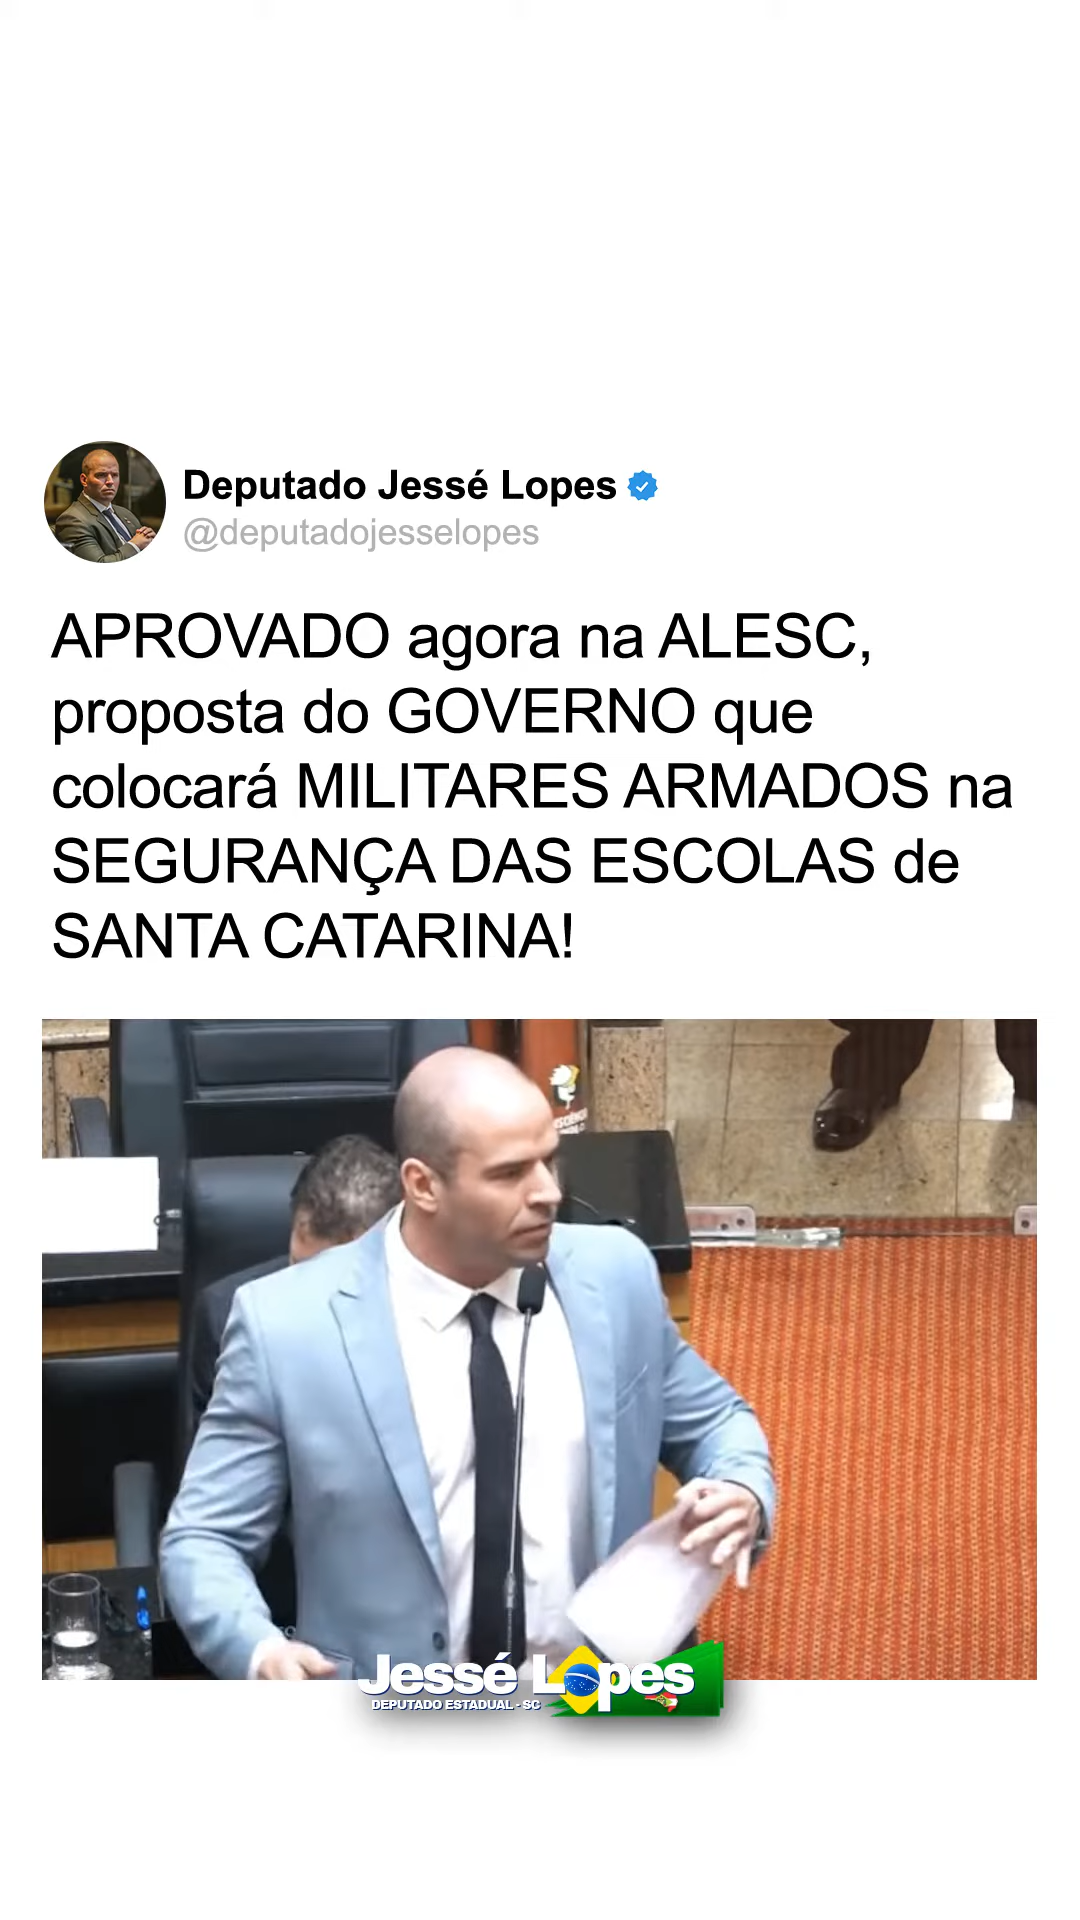 Deputado Jessé Lopes
@deputadojesselopes
APROVADO agora na ALESC,
proposta do GOVERNO que
colocará MILITARES ARMADOS na
SEGURANÇA DAS ESCOLAS de
SANTA CATARINA!
Jessé Lopes
DEPUTADO ESTADUAL - SC